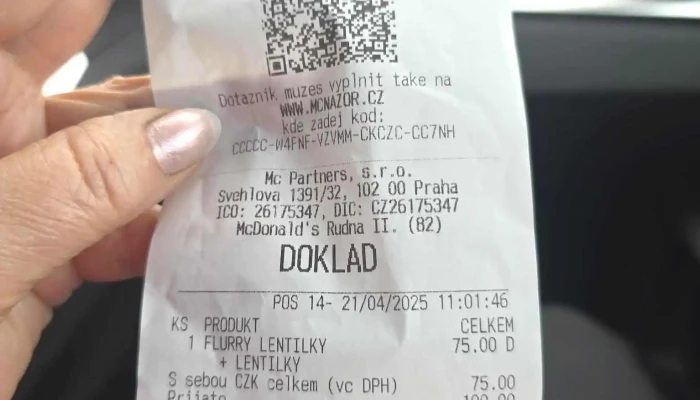 Dotaznik muzes vyplnit take na
WWW.MCNAZOR.CZ
kde zadej kod:
CCCCC-W4FNF-VZVMM-CKCZC-CC7NH
Mc Partners, s.r.o.
Svehlova 1391/32, 102 00 Praha
ICO: 26175347, DIC: CZ26175347
McDonald's Rudna II. (82)
DOKLAD
POS 14- 21/04/2025 11:01:46
KS PRODUKT CELKEM
1 FLURRY LENTILKY 75.00 D
+ LENTILKY
S sebou CZK celkem (vc DPH) 75.00
Prijato 100.00